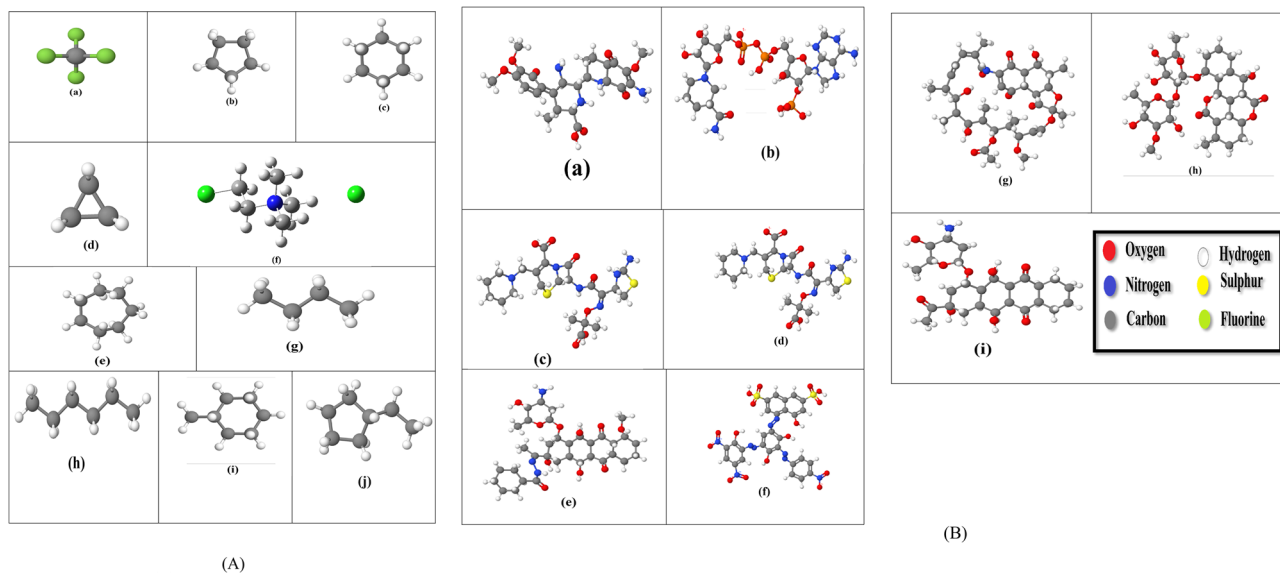 (a)
(b)
(c)
(d)
(f)
(e)
(g)
(h)
(i)
(j)
(A)
(a)
(b)
(c)
(d)
(e)
(f)
(g)
(h)
(i)
Oxygen
Hydrogen
Nitrogen
Sulphur
Carbon
Fluorine
(B)